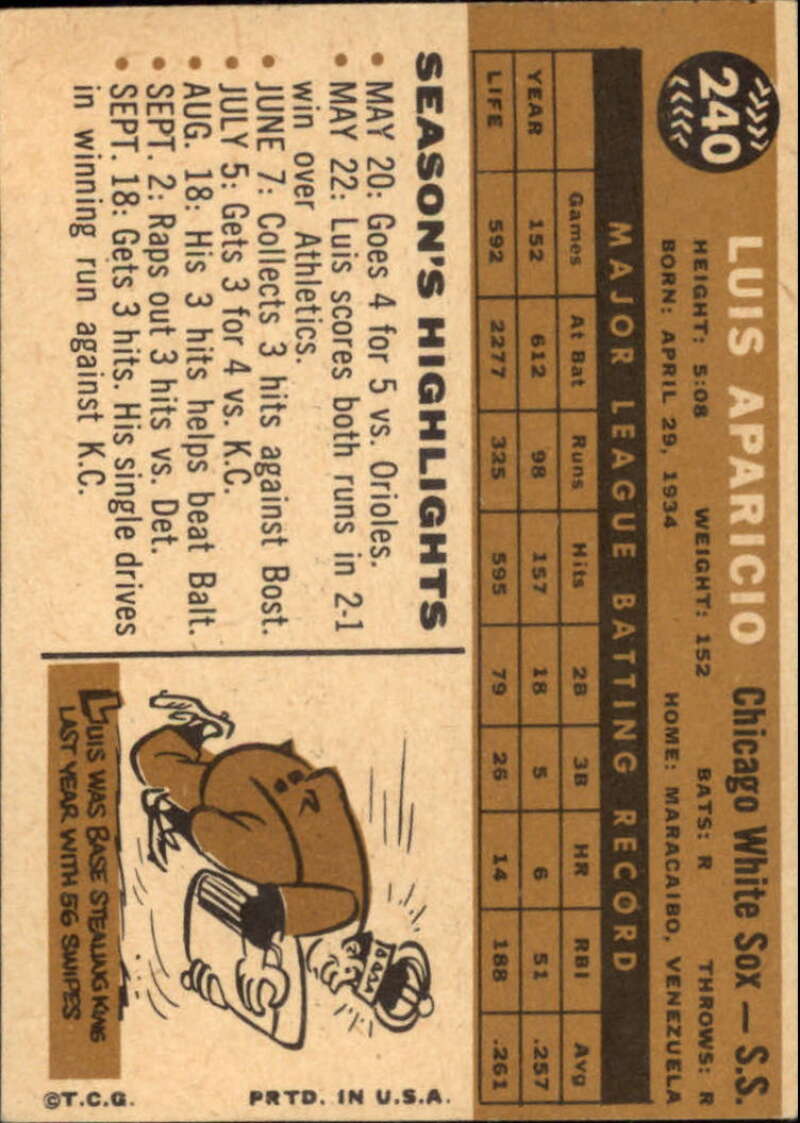 240
LUIS APARICIO Chicago White Sox — S.S.
HEIGHT: 5:08 WEIGHT: 152 BATS: R THROWS: R
BORN: APRIL 29, 1934 HOME: MARACAIBO, VENEZUELA
MAJOR LEAGUE BATTING RECORD
Games At Bat Runs Hits 2B 3B HR RBI Avg
YEAR 152 612 98 157 18 5 6 51 .257
LIFE 592 2277 325 595 79 26 14 188 .261
SEASON'S HIGHLIGHTS
• MAY 20: Goes 4 for 5 vs. Orioles.
• MAY 22: Luis scores both runs in 2-1
win over Athletics.
• JUNE 7: Collects 3 hits against Bost.
• JULY 5: Gets 3 for 4 vs. K.C.
• AUG. 18: His 3 hits helps beat Balt.
• SEPT. 2: Raps out 3 hits vs. Det.
• SEPT. 18: Gets 3 hits. His single drives
in winning run against K.C.
LUIS WAS BASE STEALING KING
LAST YEAR WITH 56 SWIPES
©T.C.G. PRTD. IN U.S.A.